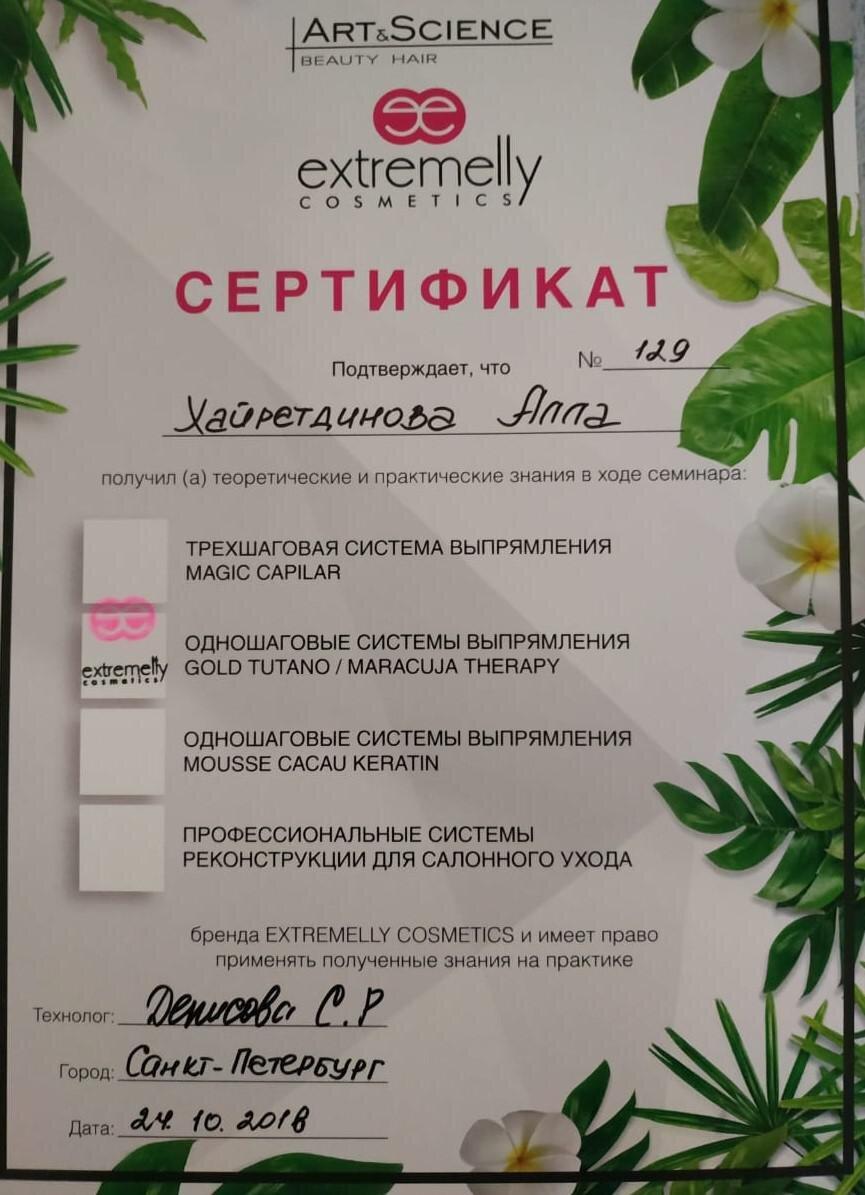 ART&SCIENCE
BEAUTY HAIR
extremelly
COSMETICS
СЕРТИФИКАТ
Подтверждает, что
№ 129
Хайретдинова Алла
получил (а) теоретические и практические знания в ходе семинара:
ТРЕХШАГОВАЯ СИСТЕМА ВЫПРЯМЛЕНИЯ
MAGIC CAPILAR
extremelly
cosmetics
ОДНОШАГОВЫЕ СИСТЕМЫ ВЫПРЯМЛЕНИЯ
GOLD TUTANO / MARACUJA THERAPY
ОДНОШАГОВЫЕ СИСТЕМЫ ВЫПРЯМЛЕНИЯ
MOUSSE CACAU KERATIN
ПРОФЕССИОНАЛЬНЫЕ СИСТЕМЫ
РЕКОНСТРУКЦИИ ДЛЯ САЛОННОГО УХОДА
бренда EXTREMELLY COSMETICS и имеет право
применять полученные знания на практике
Технолог: Денисова С.Р
Город: Санкт-Петербург
Дата: 24. 10. 2018